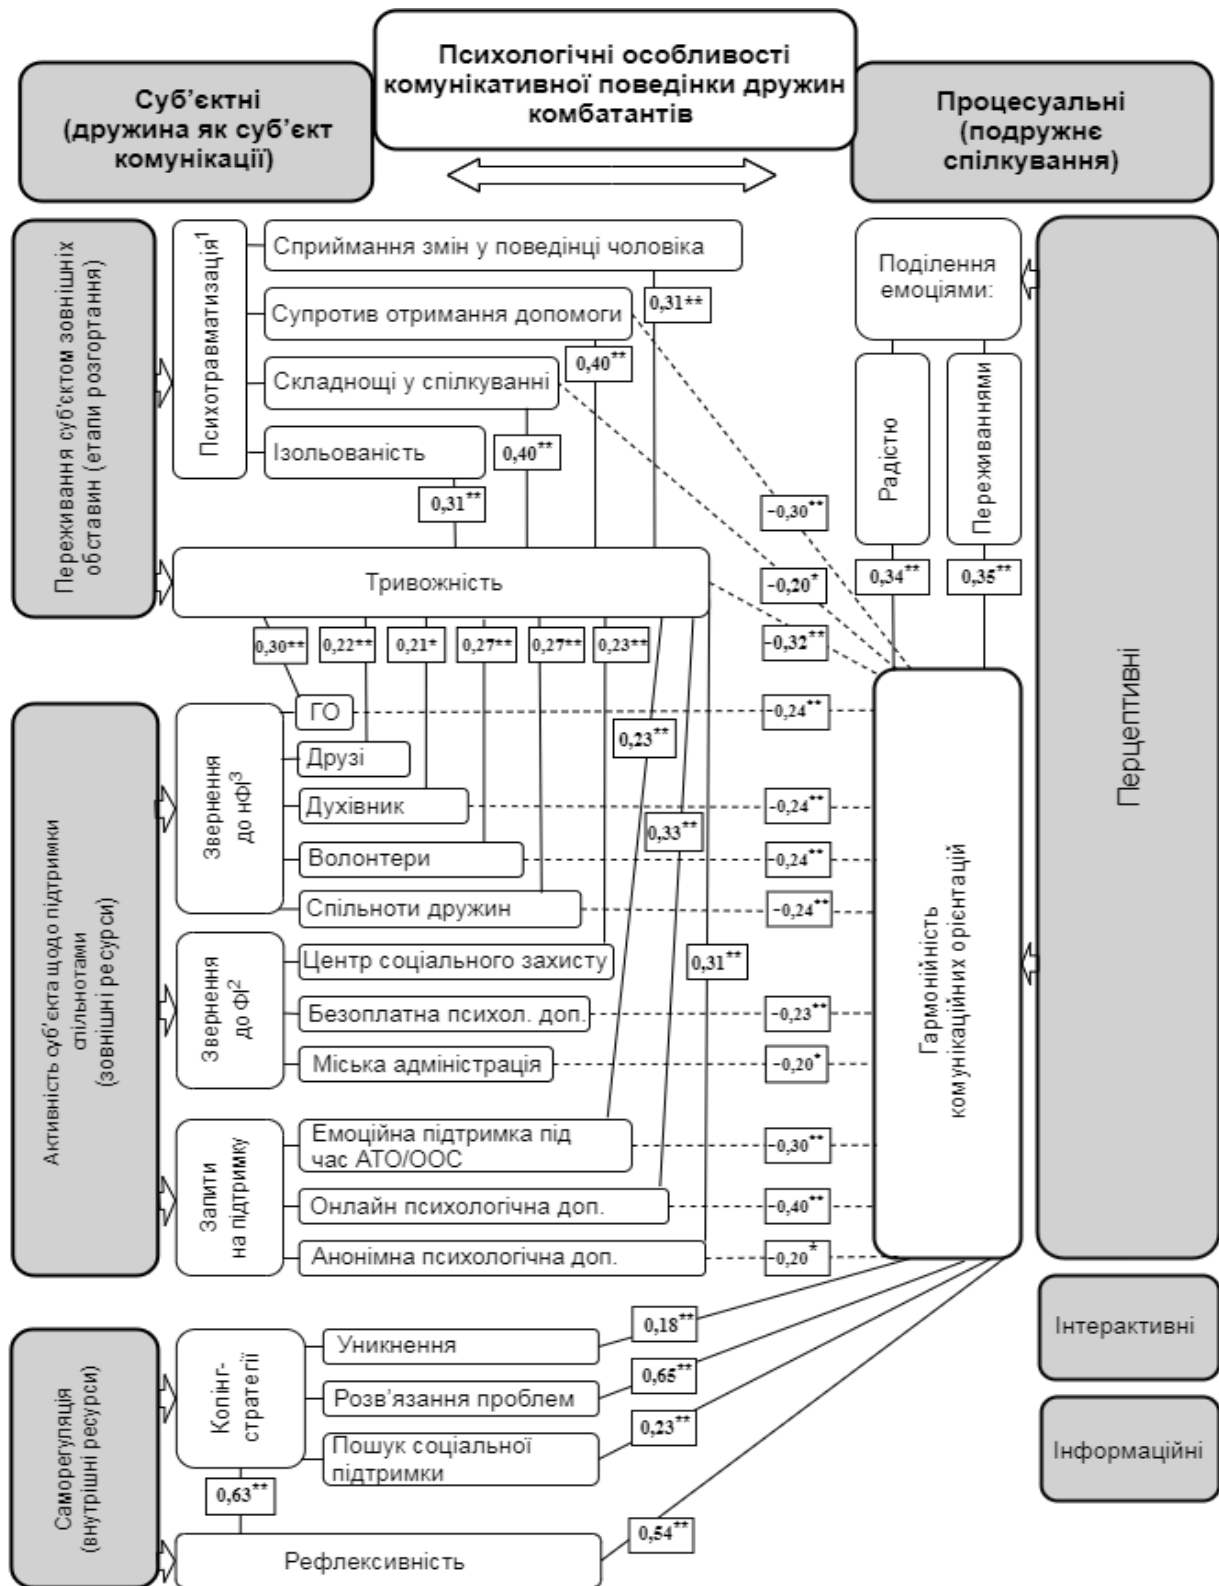 Психологічні особливості
комунікативної поведінки дружин
комбатантів
Суб’єктні
(дружина як суб’єкт
комунікації)
Процесуальні
(подружнє
спілкування)
Переживання суб'єктом зовнішніх
обставин (етапи розгортання)
Психотравматизація¹
Сприймання змін у поведінці чоловіка
0,31**
Супротив отримання допомоги
0,40**
Складнощі у спілкуванні
0,40**
Ізольованість
0,31**
Тривожність
−0,30**
−0,20*
−0,32**
Поділення
емоціями:
Радістю
Переживаннями
0,34**
0,35**
Перцептивні
0,30**
0,22**
0,21*
0,27**
0,27**
0,23**
0,23**
0,33**
0,31**
Активність суб’єкта щодо підтримки
спільнотами
(зовнішні ресурси)
Звернення
до нФІ³
ГО
−0,24**
Друзі
Духівник
−0,24**
Волонтери
−0,24**
Спільноти дружин
−0,24**
Звернення
до ФІ²
Центр соціального захисту
Безоплатна психол. доп.
−0,23**
Міська адміністрація
−0,20*
Запити
на підтримку
Емоційна підтримка під
час АТО/ООС
−0,30**
Онлайн психологічна доп.
−0,40**
Анонімна психологічна доп.
−0,20*
Гармонійність
комунікаційних орієнтацій
Саморегуляція
(внутрішні ресурси)
Копінг-
стратегії
Уникнення
0,18**
Розв’язання проблем
0,65**
Пошук соціальної
підтримки
0,23**
0,63**
Рефлексивність
0,54**
Інтерактивні
Інформаційні